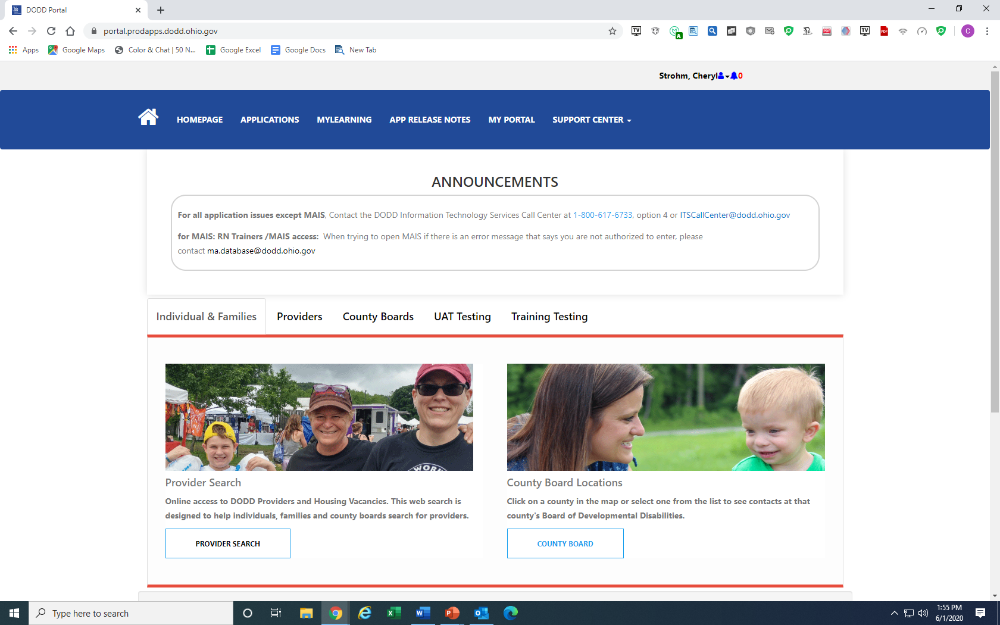 DODD Portal
portal.prodapps.dodd.ohio.gov
Apps Google Maps Color & Chat | 50 N... Google Excel Google Docs New Tab
Strohm, Cheryl 0
HOMEPAGE APPLICATIONS MYLEARNING APP RELEASE NOTES MY PORTAL SUPPORT CENTER
ANNOUNCEMENTS
For all application issues except MAIS, Contact the DODD Information Technology Services Call Center at 1-800-617-6733, option 4 or ITSCallCenter@dodd.ohio.gov
for MAIS: RN Trainers /MAIS access: When trying to open MAIS if there is an error message that says you are not authorized to enter, please
contact ma.database@dodd.ohio.gov
Individual & Families Providers County Boards UAT Testing Training Testing
Provider Search
Online access to DODD Providers and Housing Vacancies. This web search is
designed to help individuals, families and county boards search for providers.
PROVIDER SEARCH
County Board Locations
Click on a county in the map or select one from the list to see contacts at that
county's Board of Developmental Disabilities.
COUNTY BOARD
Type here to search
1:55 PM
6/1/2020